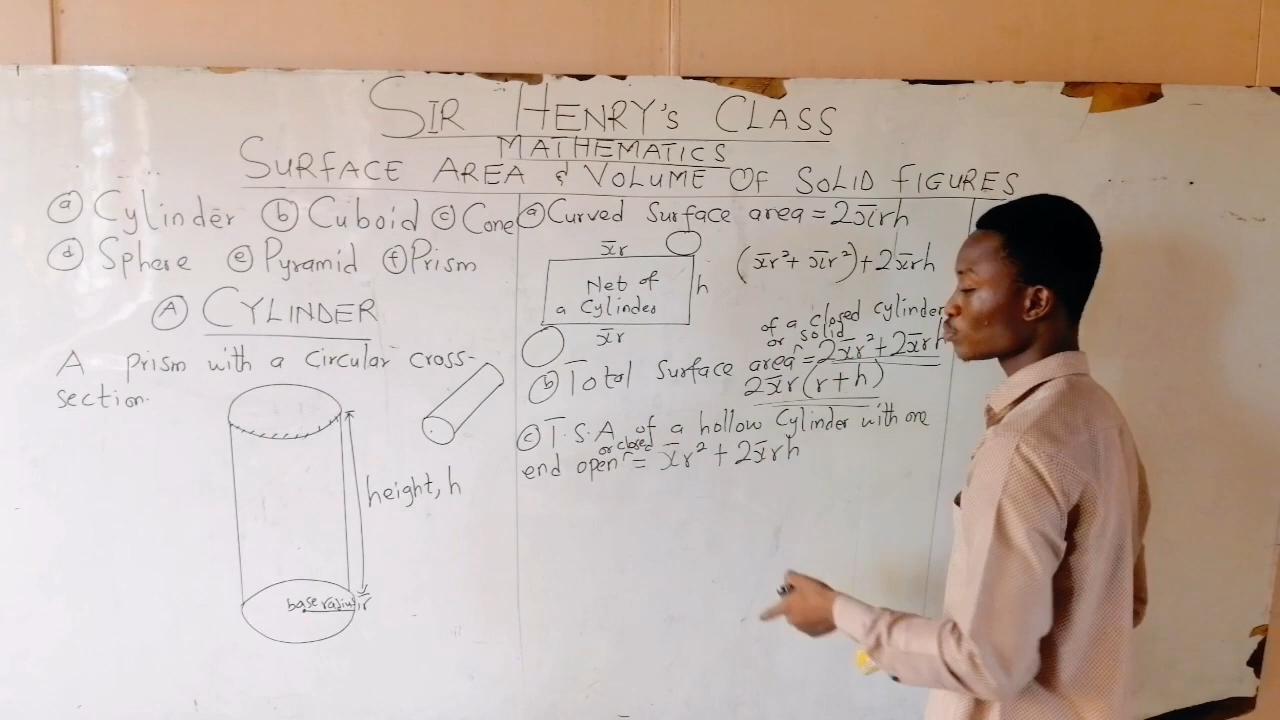 SIR HENRY'S CLASS
MATHEMATICS
SURFACE AREA & VOLUME OF SOLID FIGURES
(a) Cylinder (b) Cuboid (c) Cone
(d) Sphere (e) Pyramid (f) Prism
(A) CYLINDER
A prism with a circular cross-
section.
height, h
base radius, r
(a) Curved Surface area = 2πrh
πr
Net of
a Cylinder
h
πr
(πr² + πr²) + 2πrh
of a closed cylinder
or solid
(b) Total Surface area^ = 2πr² + 2πrh
2πr(r+h)
(c) T.S.A of a hollow Cylinder with one
or closed
end open^ = πr² + 2πrh